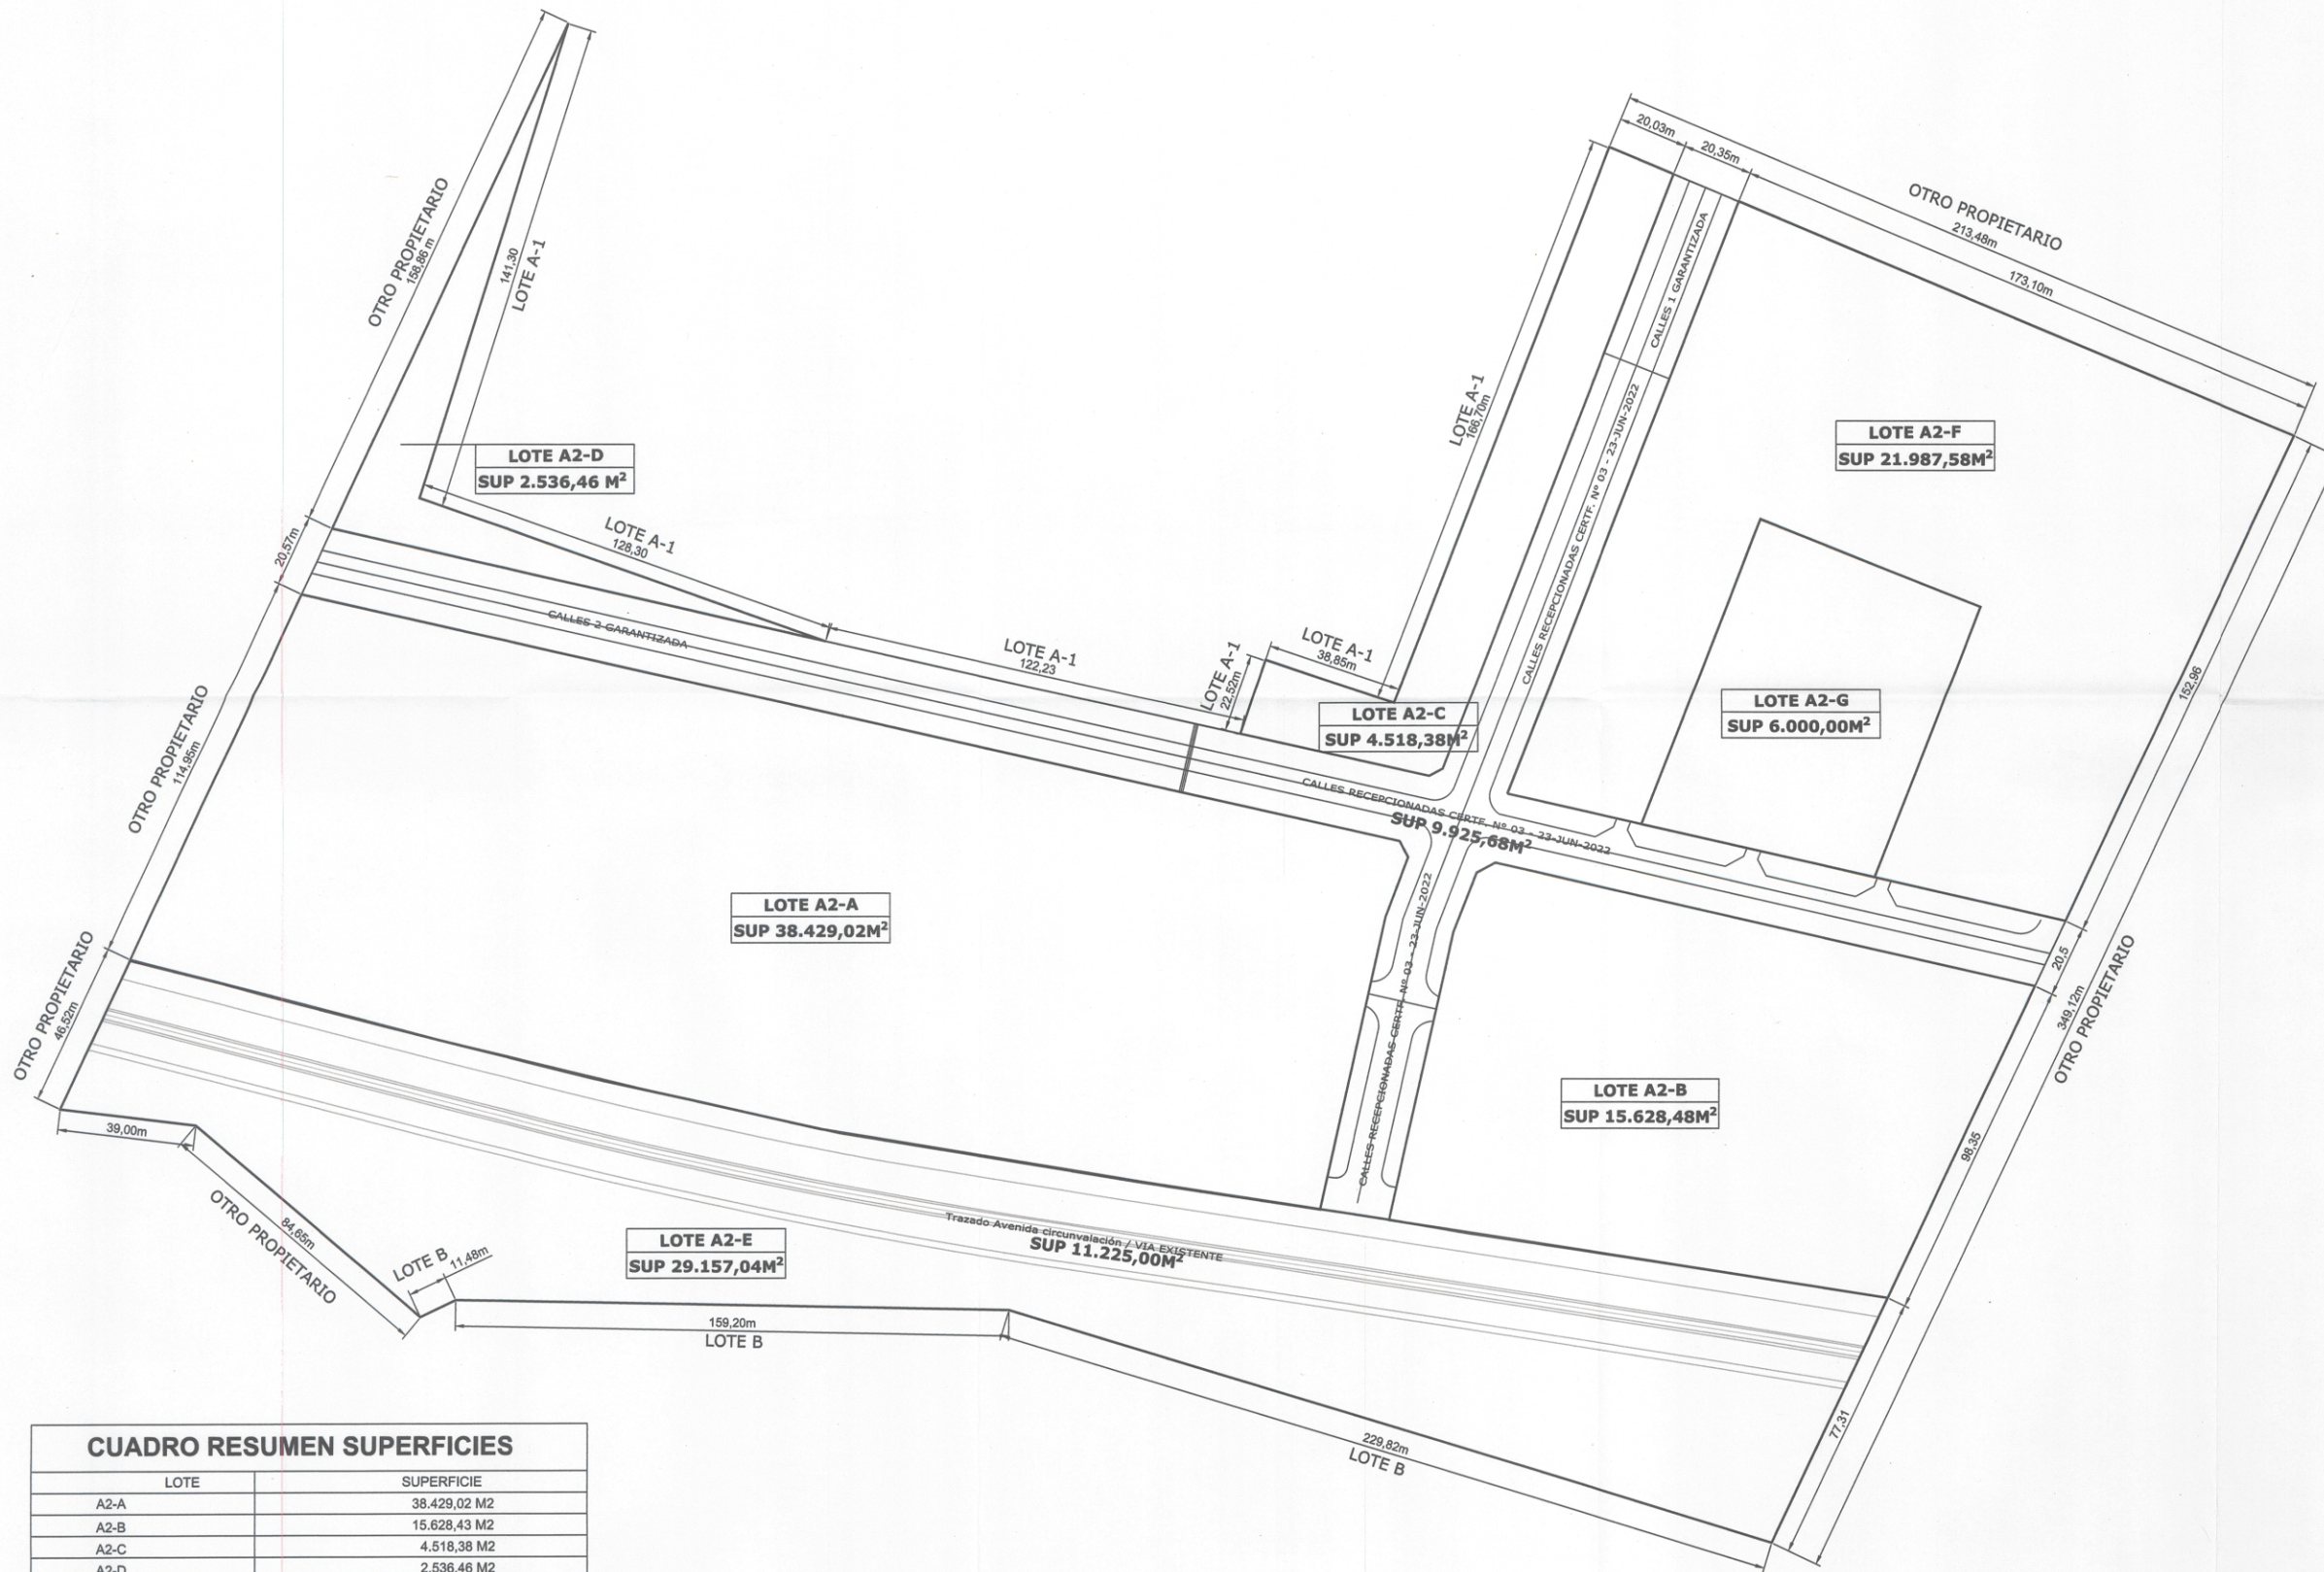 20,03m
20,35m
OTRO PROPIETARIO
213,48m
173,10m
OTRO PROPIETARIO
158,86 m
141,30
LOTE A-1
CALLES 1 GARANTIZADA
LOTE A-1
166,70m
LOTE A2-F
SUP 21.987,58M²
LOTE A2-D
SUP 2.536,46 M²
LOTE A-1
128,30
20,57m
CALLES 2 GARANTIZADA
LOTE A-1
122,23
LOTE A-1
22,52m
LOTE A-1
38,85m
CALLES RECEPCIONADAS CERTF. Nº 03 - 23-JUN-2022
LOTE A2-C
SUP 4.518,38M²
LOTE A2-G
SUP 6.000,00M²
152,96
OTRO PROPIETARIO
114,95m
CALLES RECEPCIONADAS CERTF. Nº 03 - 23-JUN-2022
SUP 9.925,68M²
LOTE A2-A
SUP 38.429,02M²
CALLES RECEPCIONADAS CERTF. Nº 03 - 23-JUN-2022
20,5
349,12m
OTRO PROPIETARIO
OTRO PROPIETARIO
46,52m
LOTE A2-B
SUP 15.628,48M²
98,35
39,00m
OTRO PROPIETARIO
84,65m
LOTE B
11,48m
LOTE A2-E
SUP 29.157,04M²
Trazado Avenida circunvalación / VIA EXISTENTE
SUP 11.225,00M²
159,20m
LOTE B
77,31
229,82m
LOTE B
CUADRO RESUMEN SUPERFICIES
LOTE SUPERFICIE
A2-A 38.429,02 M2
A2-B 15.628,43 M2
A2-C 4.518,38 M2
A2-D 2.536,46 M2